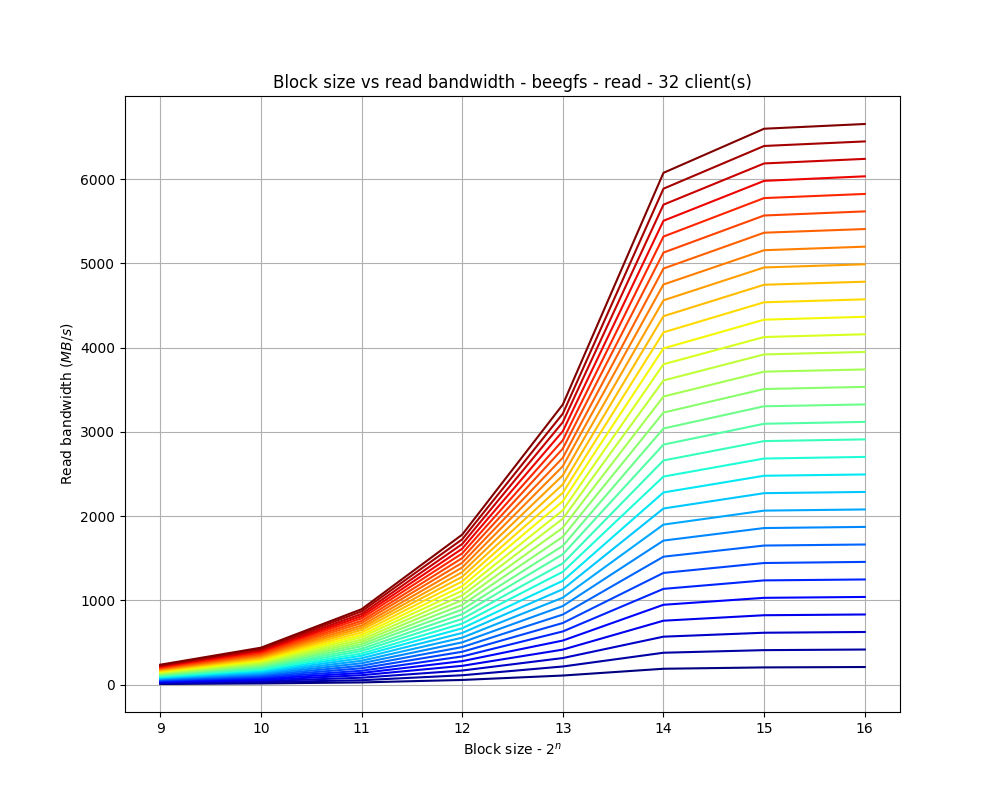 Block size vs read bandwidth - beegfs - read - 32 client(s)
Read bandwidth (MB/s)
6000
5000
4000
3000
2000
1000
0
9 10 11 12 13 14 15 16
Block size - 2ⁿ